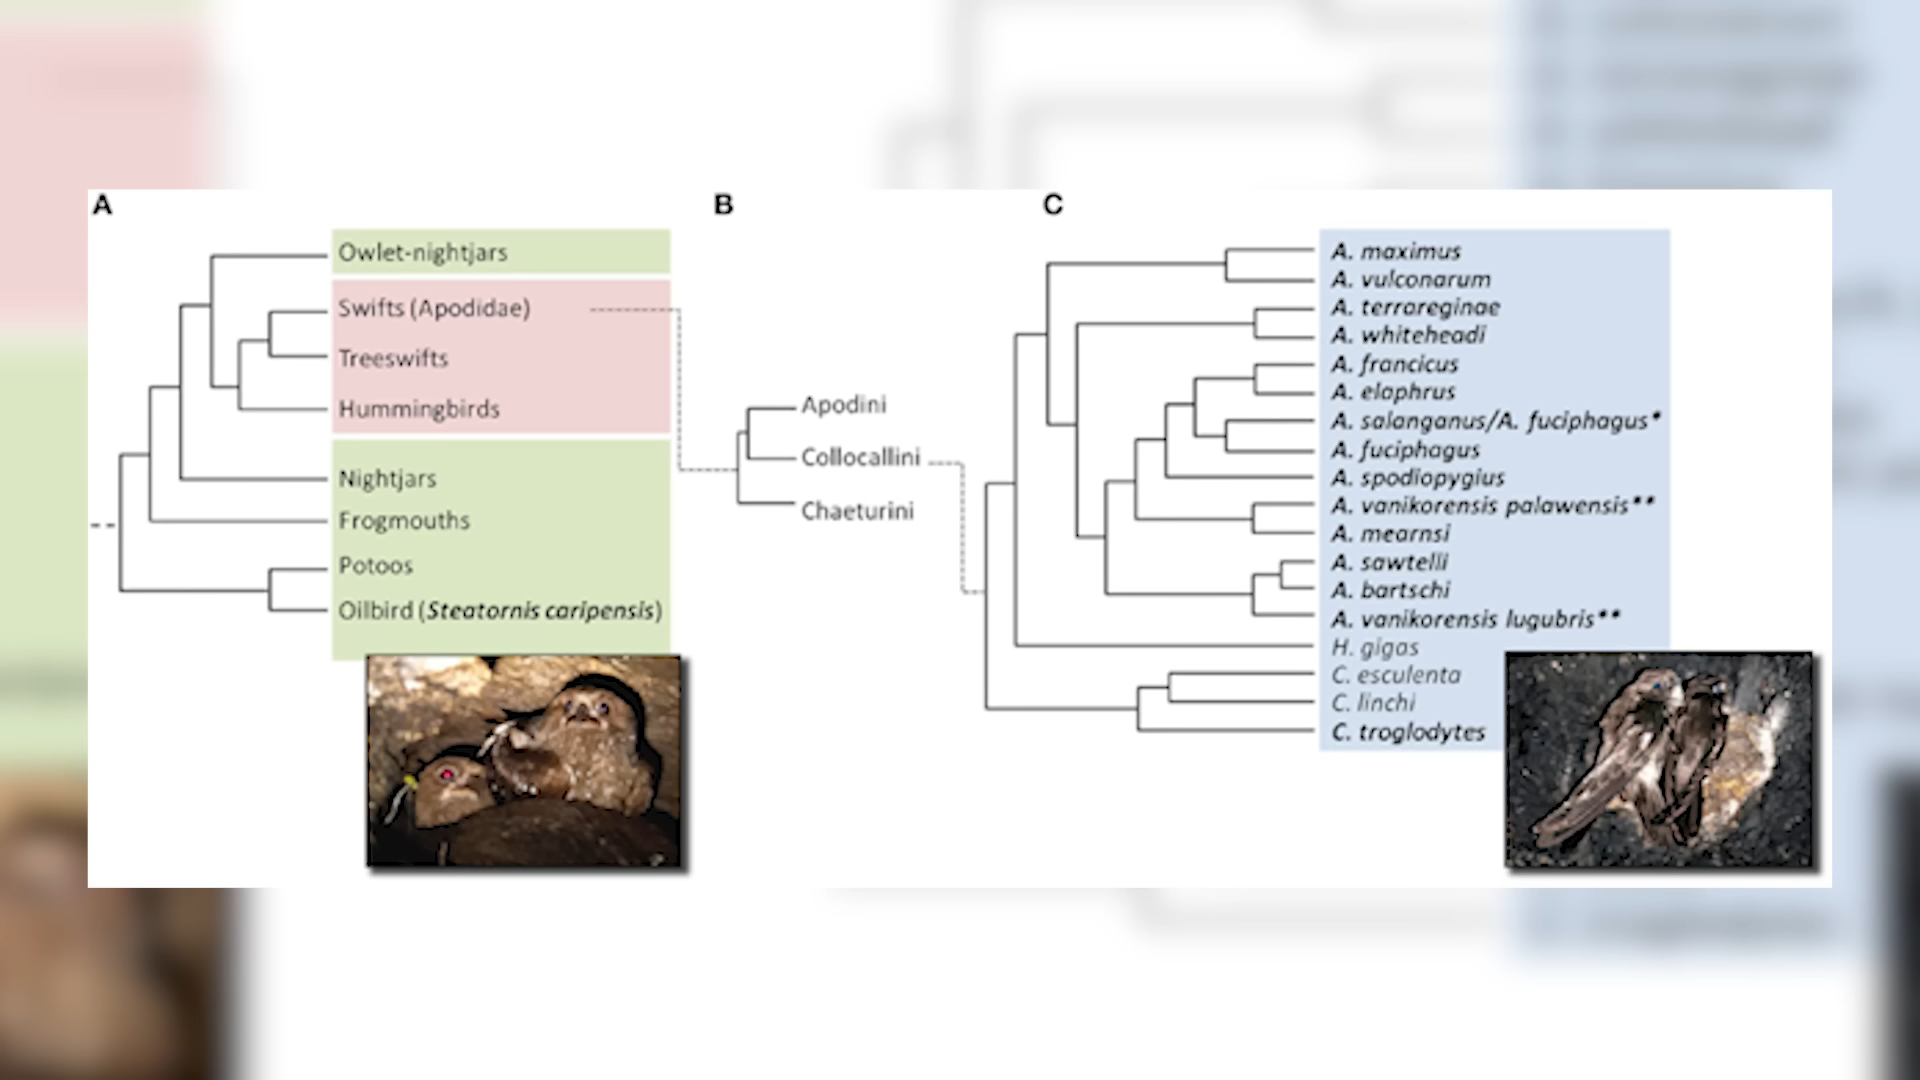 A
Owlet-nightjars
Swifts (Apodidae)
Treeswifts
Hummingbirds
Nightjars
Frogmouths
Potoos
Oilbird (Steatornis caripensis)
B
Apodini
Collocallini
Chaeturini
C
A. maximus
A. vulconarum
A. terrareginae
A. whiteheadi
A. francicus
A. elaphrus
A. salanganus/A. fuciphagus*
A. fuciphagus
A. spodiopygius
A. vanikorensis palawensis**
A. mearnsi
A. sawtelli
A. bartschi
A. vanikorensis lugubris**
H. gigas
C. esculenta
C. linchi
C. troglodytes